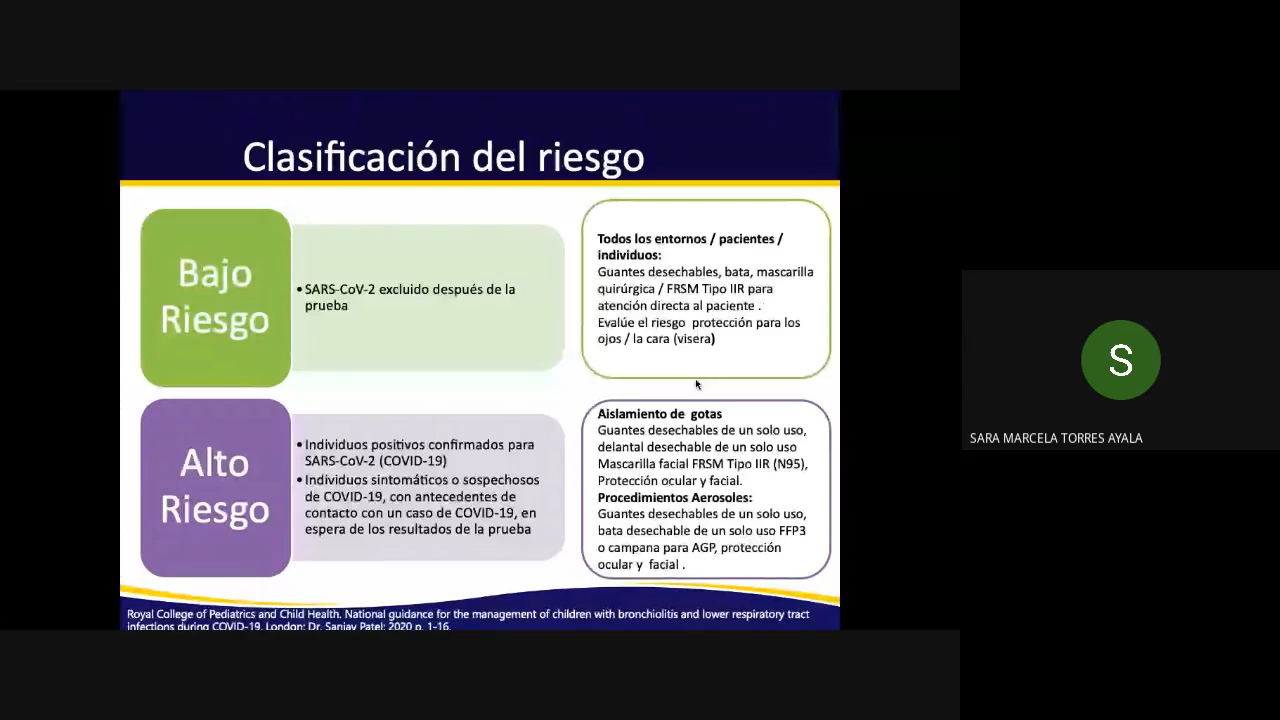 Clasificación del riesgo
Bajo
Riesgo
• SARS-CoV-2 excluido después de la
prueba
Todos los entornos / pacientes /
individuos:
Guantes desechables, bata, mascarilla
quirúrgica / FRSM Tipo IIR para
atención directa al paciente .
Evalúe el riesgo protección para los
ojos / la cara (visera)
Alto
Riesgo
• Individuos positivos confirmados para
SARS-CoV-2 (COVID-19)
• Individuos sintomáticos o sospechosos
de COVID-19, con antecedentes de
contacto con un caso de COVID-19, en
espera de los resultados de la prueba
Aislamiento de gotas
Guantes desechables de un solo uso,
delantal desechable de un solo uso
Mascarilla facial FRSM Tipo IIR (N95),
Protección ocular y facial.
Procedimientos Aerosoles:
Guantes desechables de un solo uso,
bata desechable de un solo uso FFP3
o campana para AGP, protección
ocular y facial .
Royal College of Pediatrics and Child Health. National guidance for the management of children with bronchiolitis and lower respiratory tract
infections during COVID-19. London: Dr. Sanjay Patel; 2020 p. 1-16.
S
SARA MARCELA TORRES AYALA